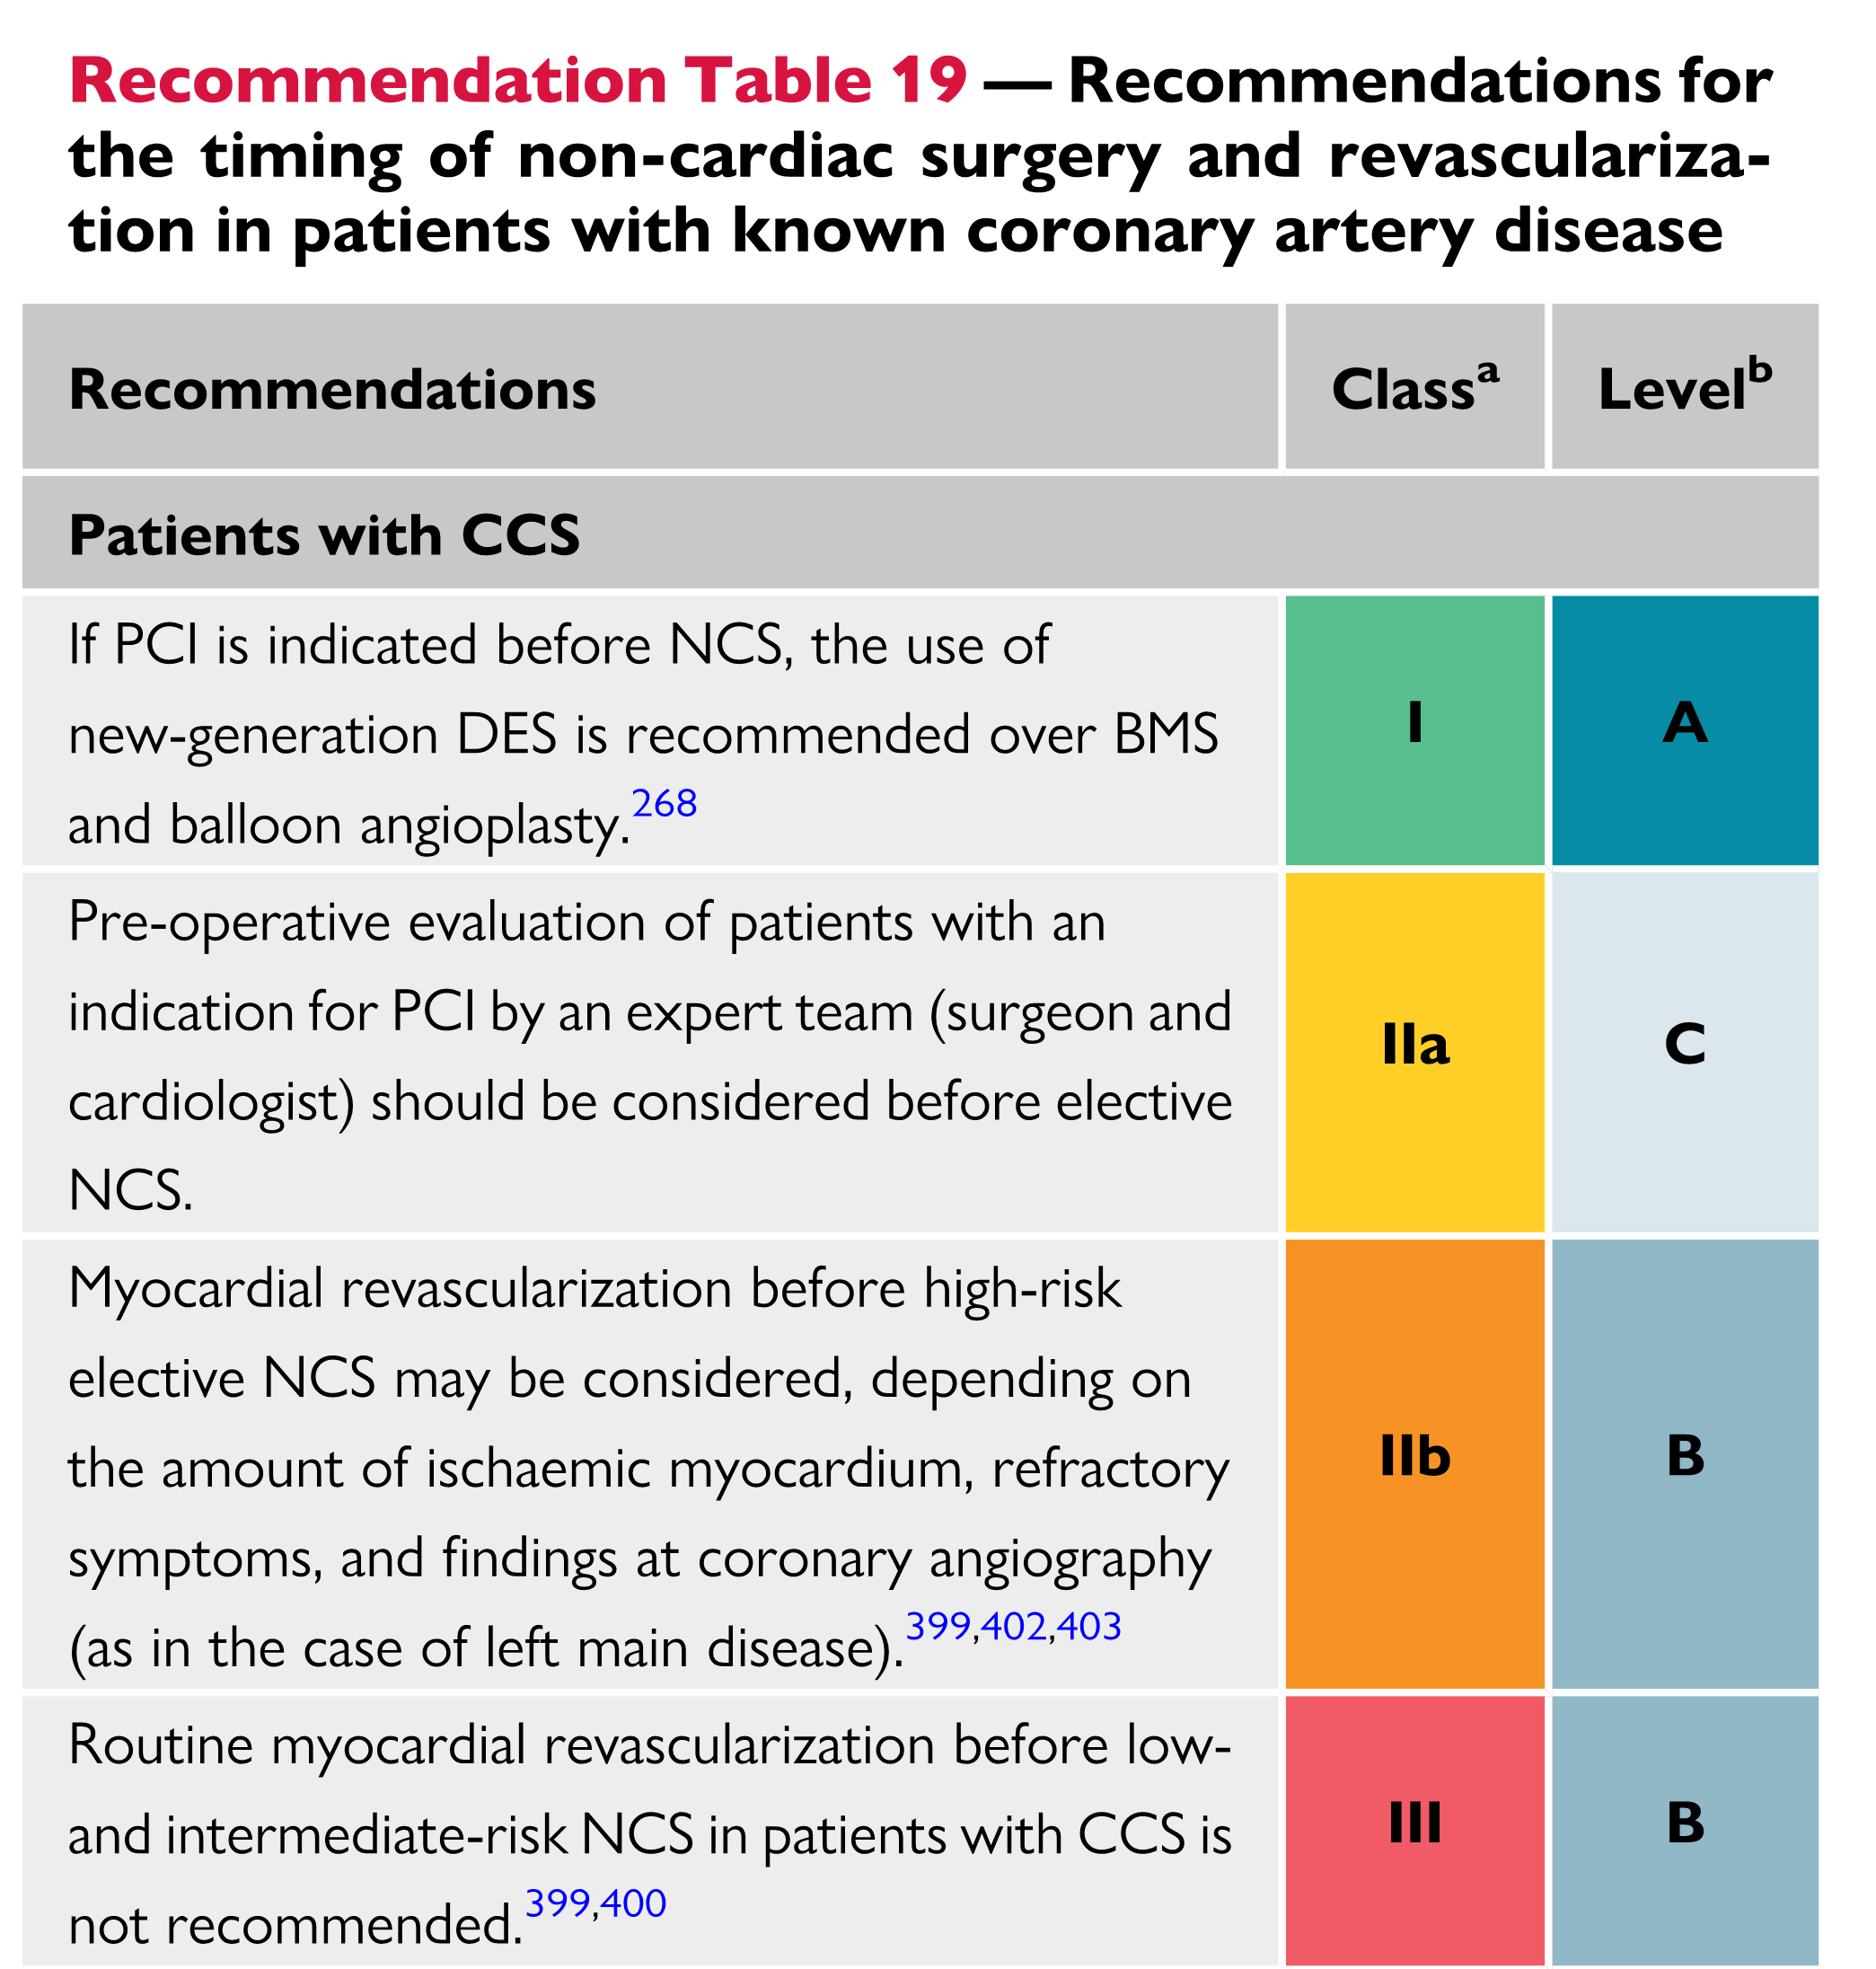 Recommendation Table 19 — Recommendations for
the timing of non-cardiac surgery and revasculariza-
tion in patients with known coronary artery disease
Recommendations Classᵃ Levelᵇ
Patients with CCS
If PCI is indicated before NCS, the use of
new-generation DES is recommended over BMS
and balloon angioplasty.268
I A
Pre-operative evaluation of patients with an
indication for PCI by an expert team (surgeon and
cardiologist) should be considered before elective
NCS.
IIa C
Myocardial revascularization before high-risk
elective NCS may be considered, depending on
the amount of ischaemic myocardium, refractory
symptoms, and findings at coronary angiography
(as in the case of left main disease).399,402,403
IIb B
Routine myocardial revascularization before low-
and intermediate-risk NCS in patients with CCS is
not recommended.399,400
III B